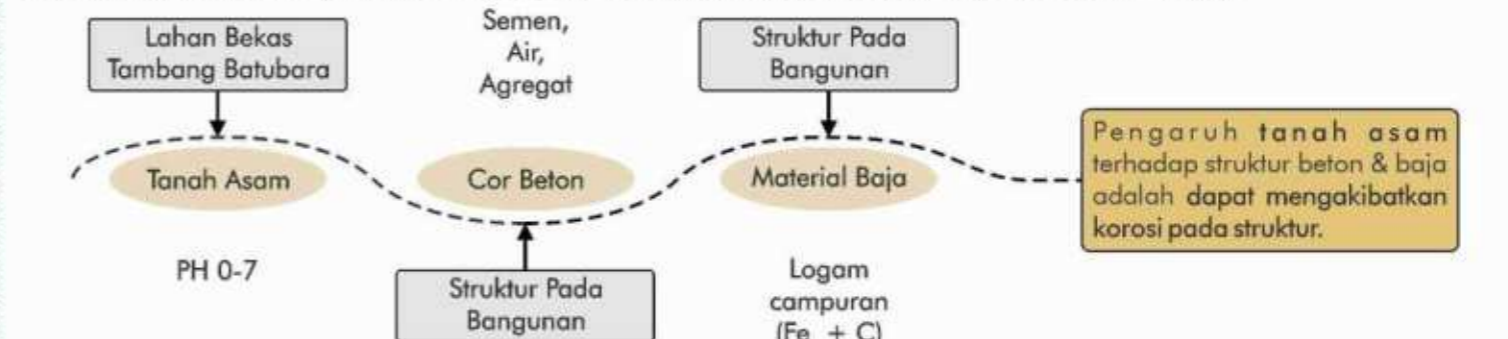 Lahan Bekas
Tambang Batubara
Semen,
Air,
Agregat
Struktur Pada
Bangunan
Tanah Asam
Cor Beton
Material Baja
Pengaruh tanah asam
terhadap struktur beton & baja
adalah dapat mengakibatkan
korosi pada struktur.
PH 0-7
Struktur Pada
Bangunan
Logam
campuran
(Fe + C)